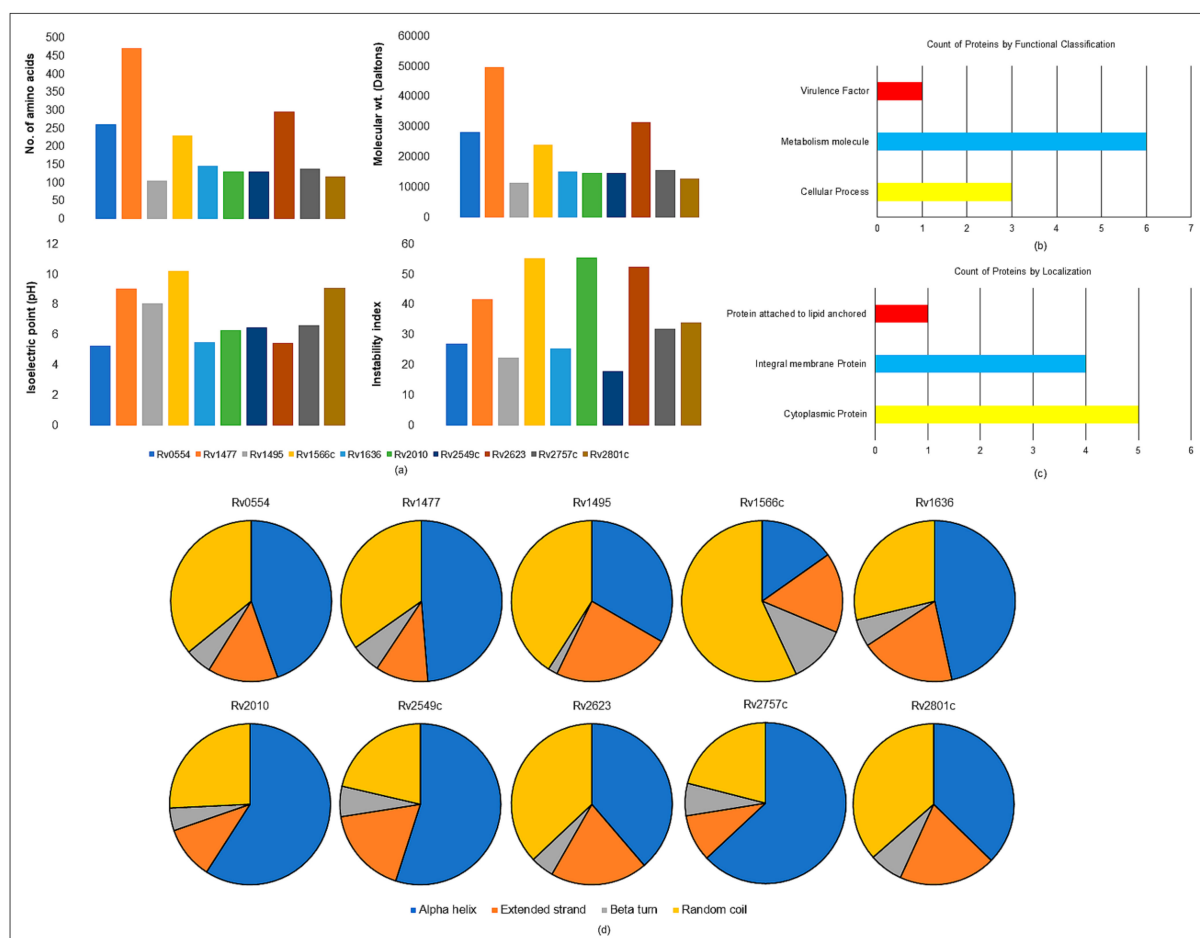 No. of amino acids
500
450
400
350
300
250
200
150
100
50
0
Molecular wt. (Daltons)
60000
50000
40000
30000
20000
10000
0
Isoelectric point (pH)
12
10
8
6
4
2
0
Instability index
60
50
40
30
20
10
0
Rv0554 Rv1477 Rv1495 Rv1566c Rv1636 Rv2010 Rv2549c Rv2623 Rv2757c Rv2801c
(a)
Count of Proteins by Functional Classification
Virulence Factor
Metabolism molecule
Cellular Process
0 1 2 3 4 5 6 7
(b)
Count of Proteins by Localization
Protein attached to lipid anchored
Integral membrane Protein
Cytoplasmic Protein
0 1 2 3 4 5 6
(c)
Rv0554 Rv1477 Rv1495 Rv1566c Rv1636
Rv2010 Rv2549c Rv2623 Rv2757c Rv2801c
Alpha helix Extended strand Beta turn Random coil
(d)